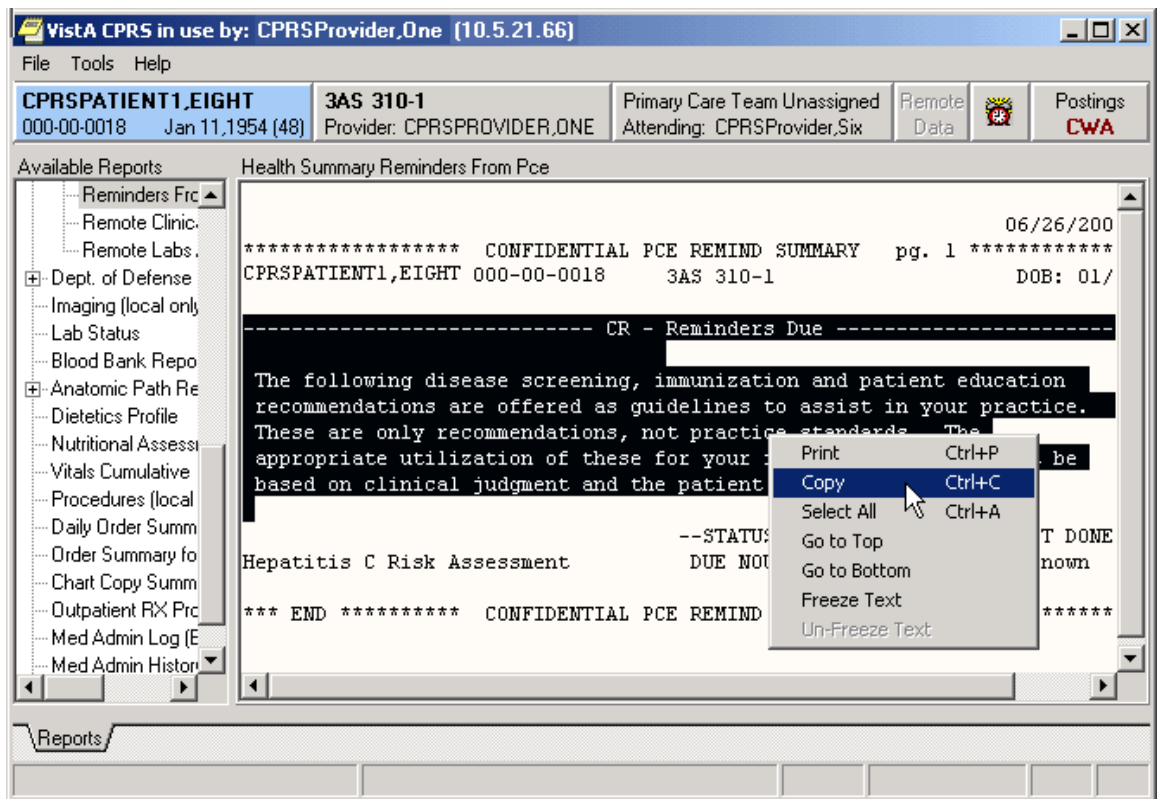 VistA CPRS in use by: CPRSProvider,One (10.5.21.66)
File Tools Help
CPRSPATIENT1,EIGHT
000-00-0018 Jan 11,1954 (48)
3AS 310-1
Provider: CPRSPROVIDER,ONE
Primary Care Team Unassigned
Attending: CPRSProvider,Six
Remote
Data
Postings
CWA
Available Reports
Reminders Frc
Remote Clinic
Remote Labs
Dept. of Defense
Imaging (local only
Lab Status
Blood Bank Repo
Anatomic Path Re
Dietetics Profile
Nutritional Assess
Vitals Cumulative
Procedures (local
Daily Order Summ
Order Summary fo
Chart Copy Summ
Outpatient RX Prc
Med Admin Log (E
Med Admin Histor
Health Summary Reminders From Pce
06/26/200
****************** CONFIDENTIAL PCE REMIND SUMMARY pg. 1 ************
CPRSPATIENT1,EIGHT 000-00-0018 3AS 310-1 DOB: 01/
----------------------------- CR - Reminders Due -----------------------
The following disease screening, immunization and patient education
recommendations are offered as guidelines to assist in your practice.
These are only recommendations, not practice standards. The
appropriate utilization of these for your be
based on clinical judgment and the patient
--STATUS T DONE
Hepatitis C Risk Assessment DUE NOW nown
*** END ********** CONFIDENTIAL PCE REMIND ******
Print Ctrl+P
Copy Ctrl+C
Select All Ctrl+A
Go to Top
Go to Bottom
Freeze Text
Un-Freeze Text
Reports